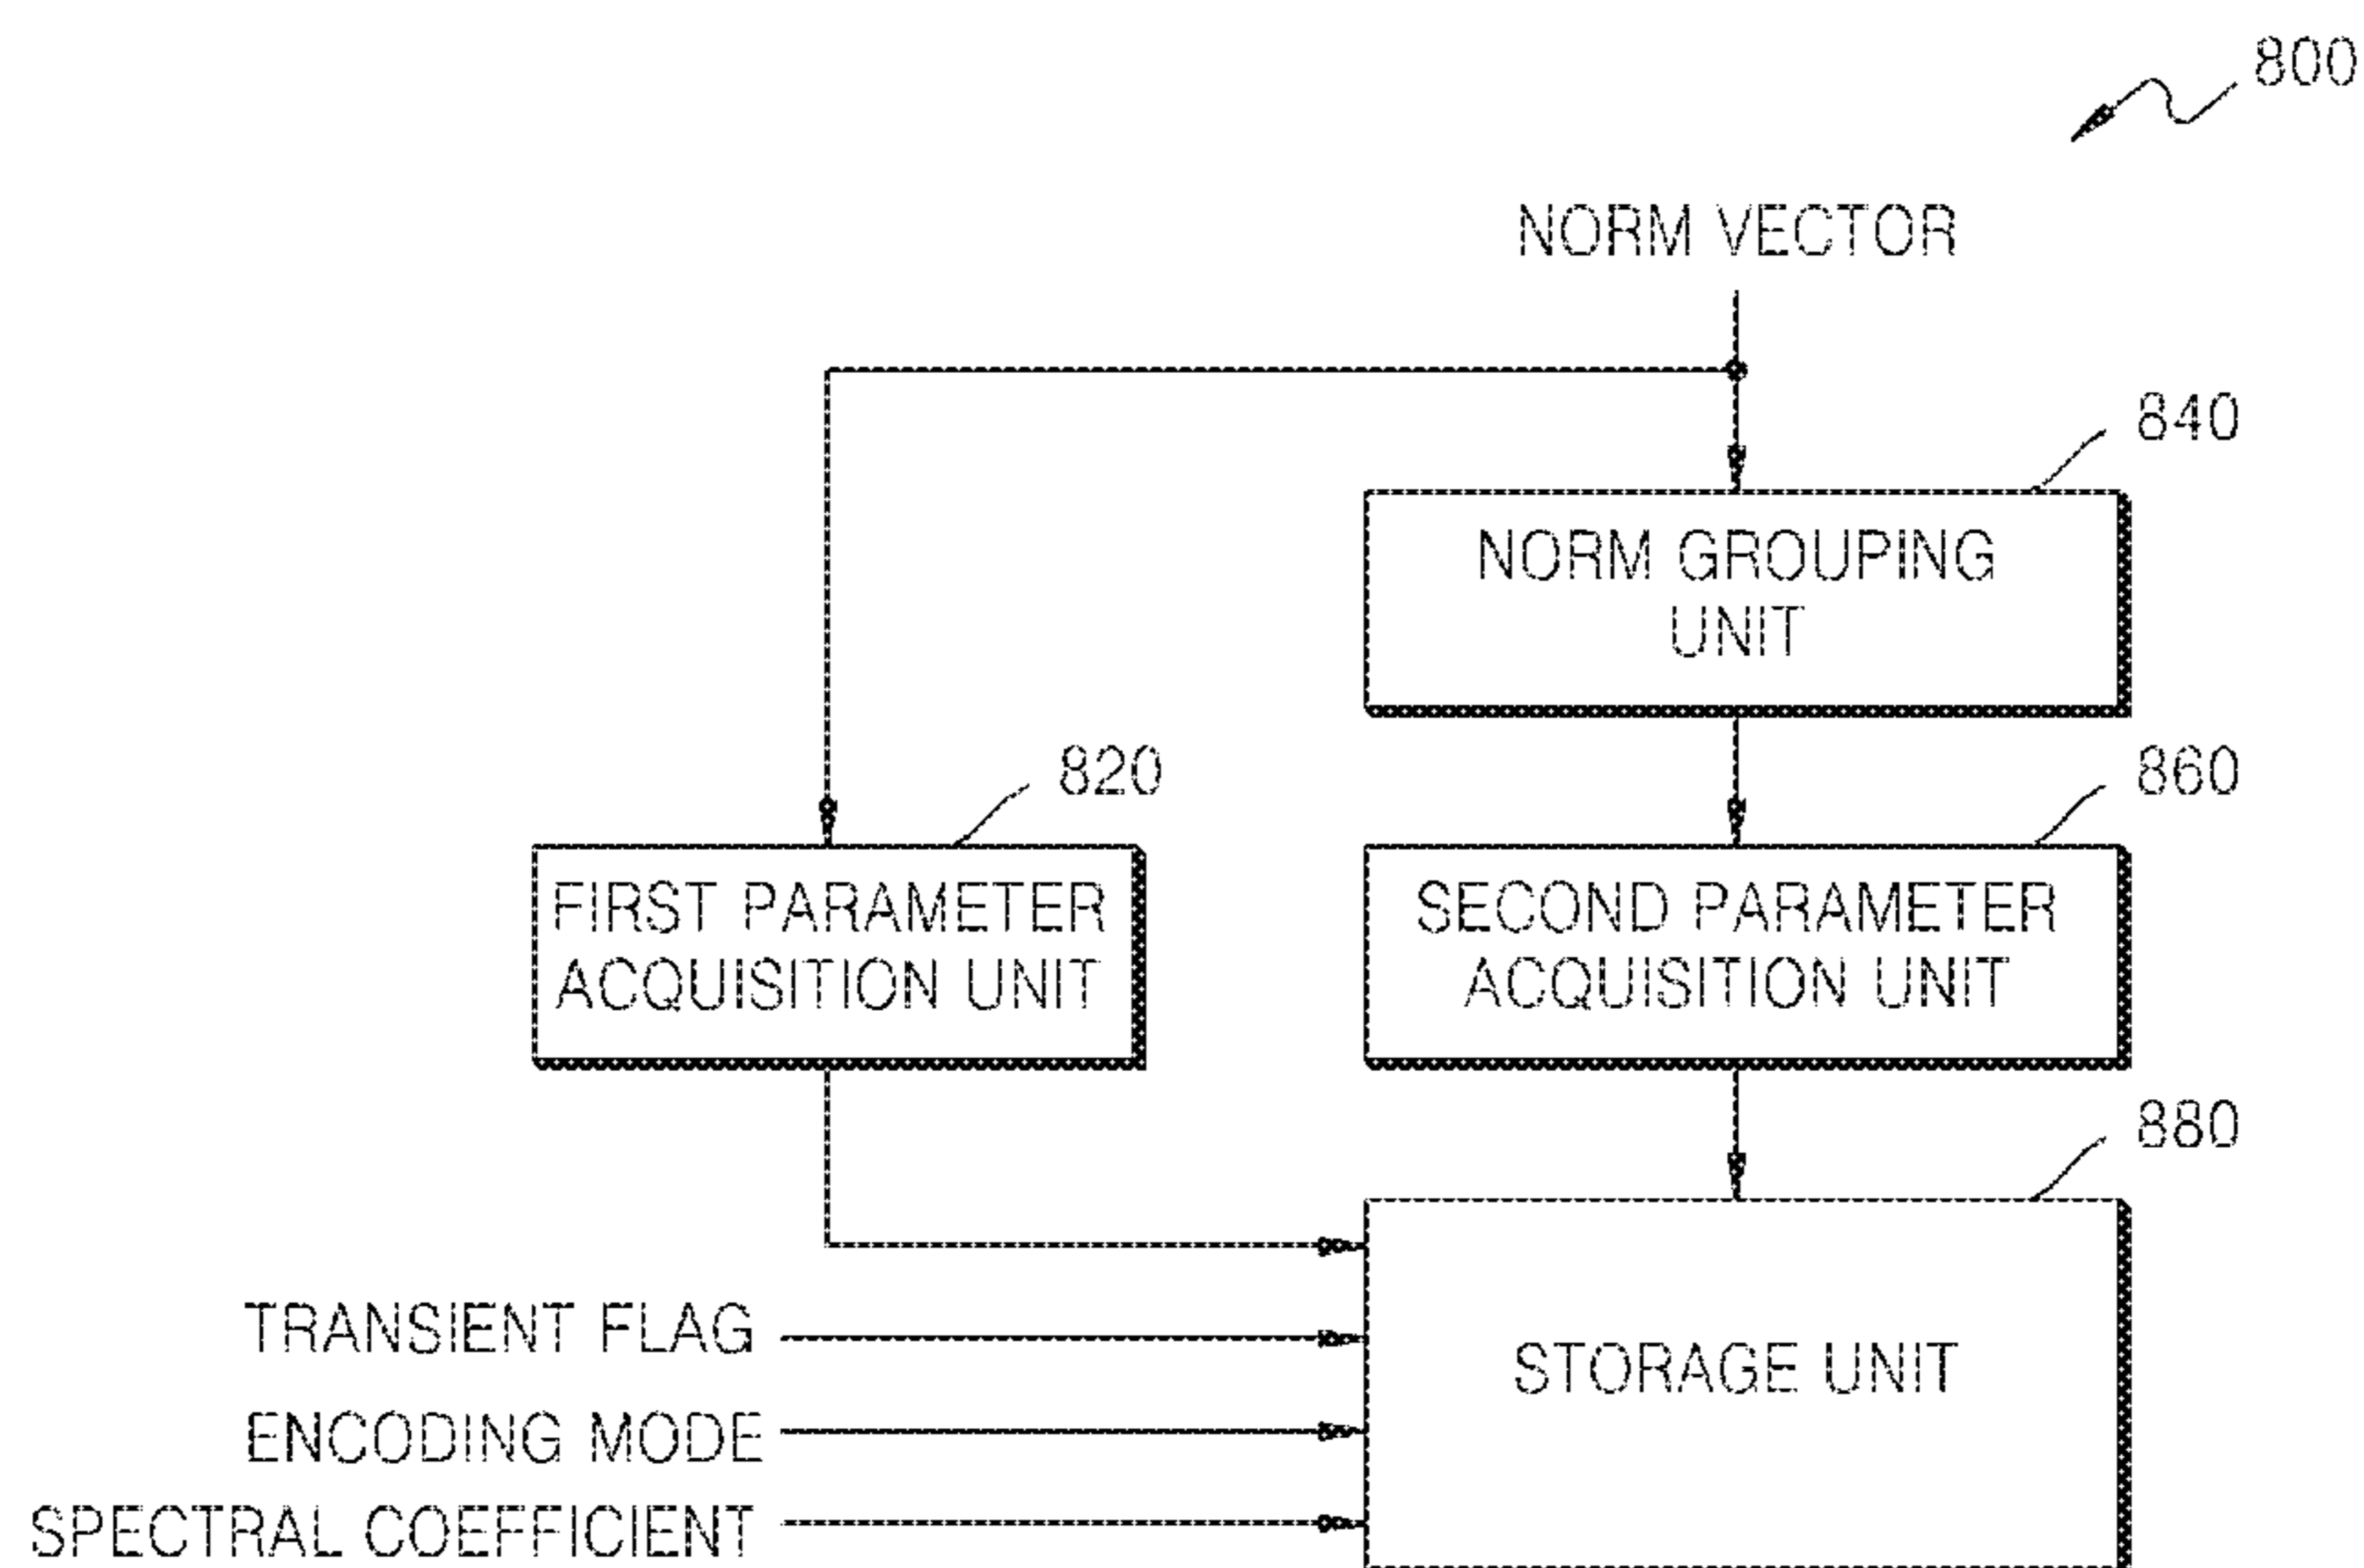 800
NORM VECTOR
840
NORM GROUPING
UNIT
820
860
FIRST PARAMETER
ACQUISITION UNIT
SECOND PARAMETER
ACQUISITION UNIT
880
TRANSIENT FLAG
STORAGE UNIT
ENCODING MODE
SPECTRAL COEFFICIENT